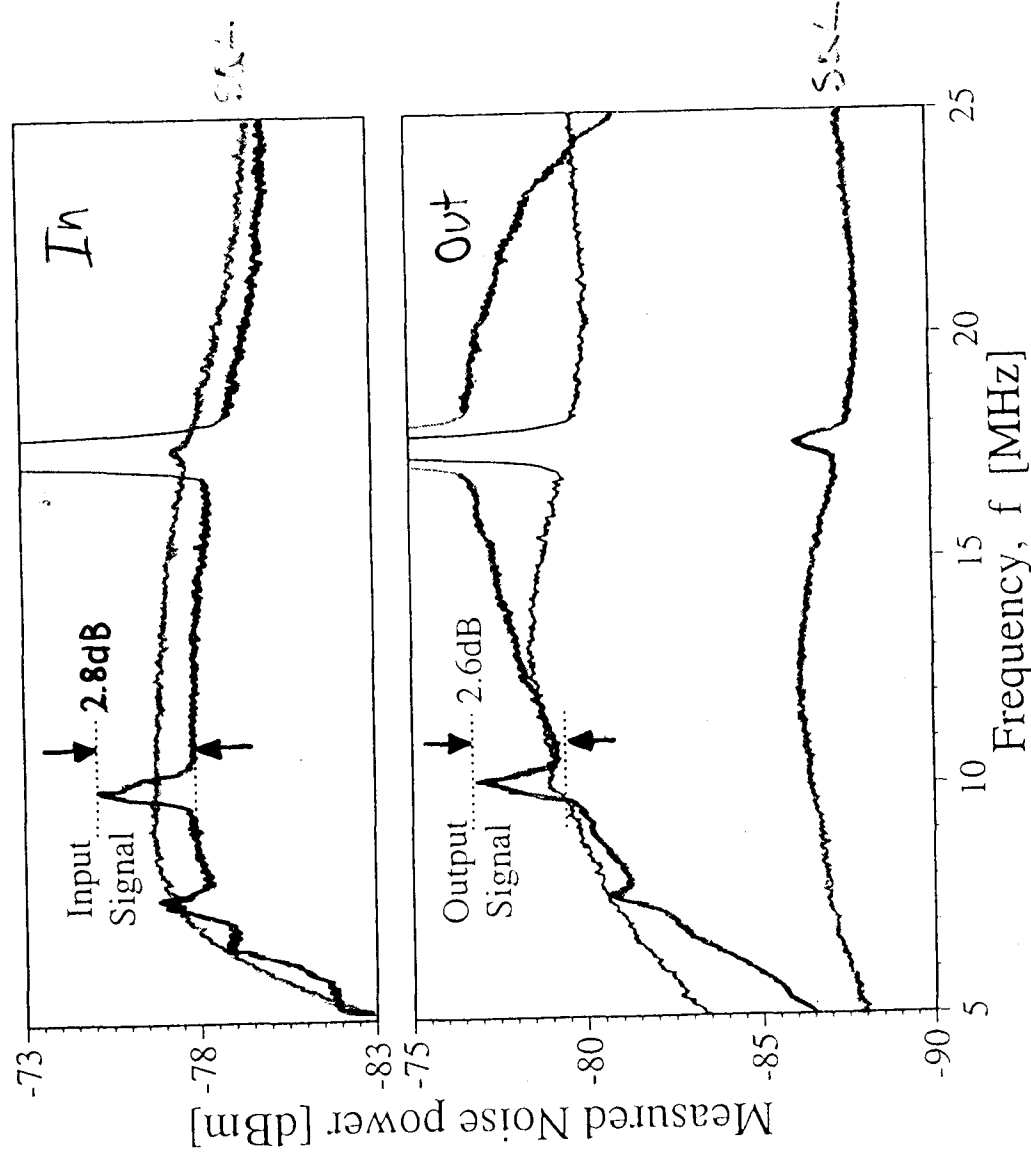 In
Input
Signal
2.8dB
-73
-78
-83
Out
Output
Signal
2.6dB
-75
-80
-85
-90
5
10
15
20
25
Measured Noise power [dBm]
Frequency, f [MHz]